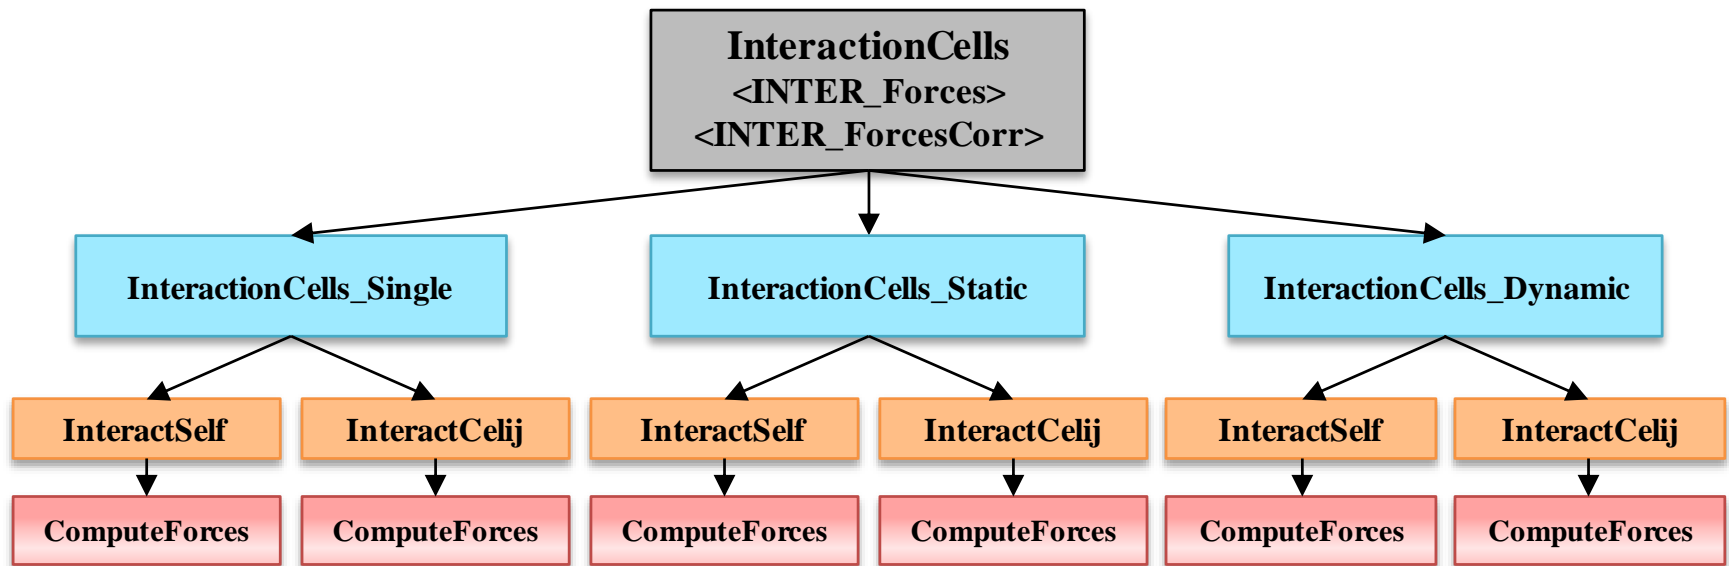 InteractionCells
<INTER_Forces>
<INTER_ForcesCorr>
InteractionCells_Single
InteractionCells_Static
InteractionCells_Dynamic
InteractSelf
InteractCelij
InteractSelf
InteractCelij
InteractSelf
InteractCelij
ComputeForces
ComputeForces
ComputeForces
ComputeForces
ComputeForces
ComputeForces